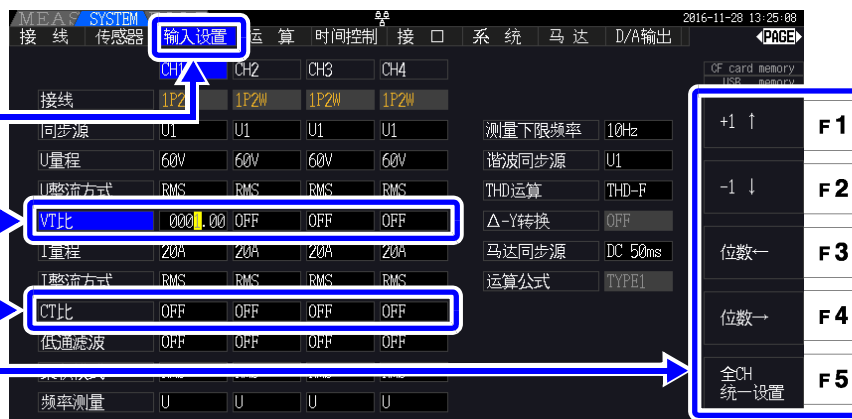 MEAS SYSTEM 2016-11-28 13:25:08
接 线 传感器 输入设置 运 算 时间控制 接 口 系 统 马 达 D/A输出 PAGE
CH1 CH2 CH3 CH4 CF card memory
USB memory
接线 1P2W 1P2W 1P2W 1P2W
同步源 U1 U1 U1 U1 测量下限频率 10Hz +1 ↑ F1
U量程 60V 60V 60V 60V 谐波同步源 U1
U整流方式 RMS RMS RMS RMS THD运算 THD-F -1 ↓ F2
VT比 0001.00 OFF OFF OFF Δ-Y转换 OFF
I量程 20A 20A 20A 20A 马达同步源 DC 50ms 位数← F3
I整流方式 RMS RMS RMS RMS 运算公式 TYPE1
CT比 OFF OFF OFF OFF 位数→ F4
低通滤波 OFF OFF OFF OFF
全CH
统一设置 F5
频率测量 U U U U